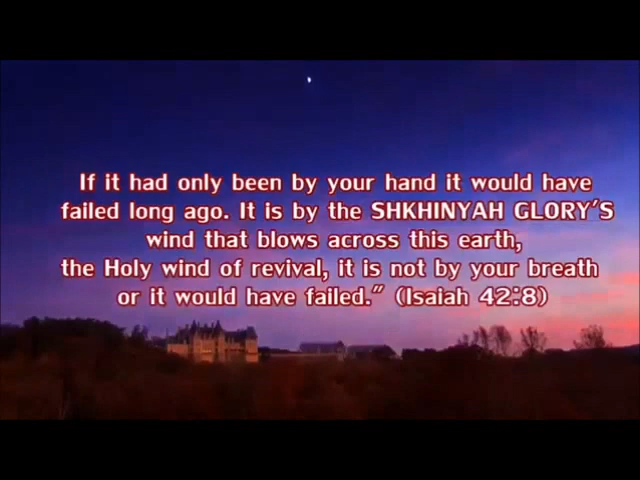 If it had only been by your hand it would have
failed long ago. It is by the SHKHINYAH GLORY'S
wind that blows across this earth,
the Holy wind of revival, it is not by your breath
or it would have failed." (Isaiah 42:8)